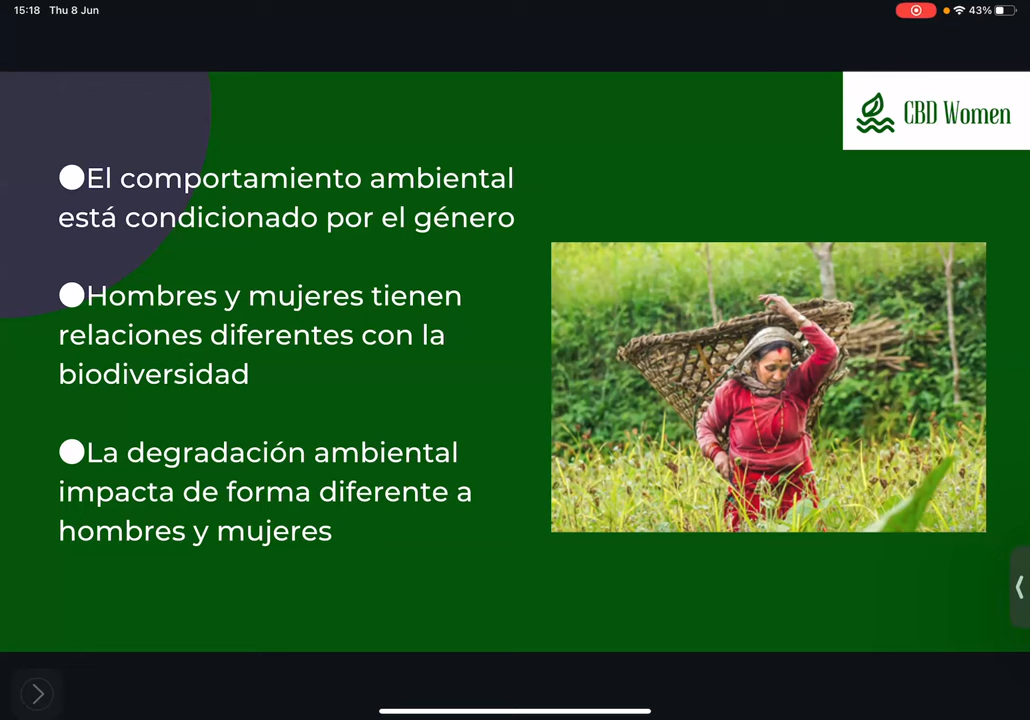 15:18 Thu 8 Jun
43%
CBD Women
El comportamiento ambiental
está condicionado por el género
Hombres y mujeres tienen
relaciones diferentes con la
biodiversidad
La degradación ambiental
impacta de forma diferente a
hombres y mujeres